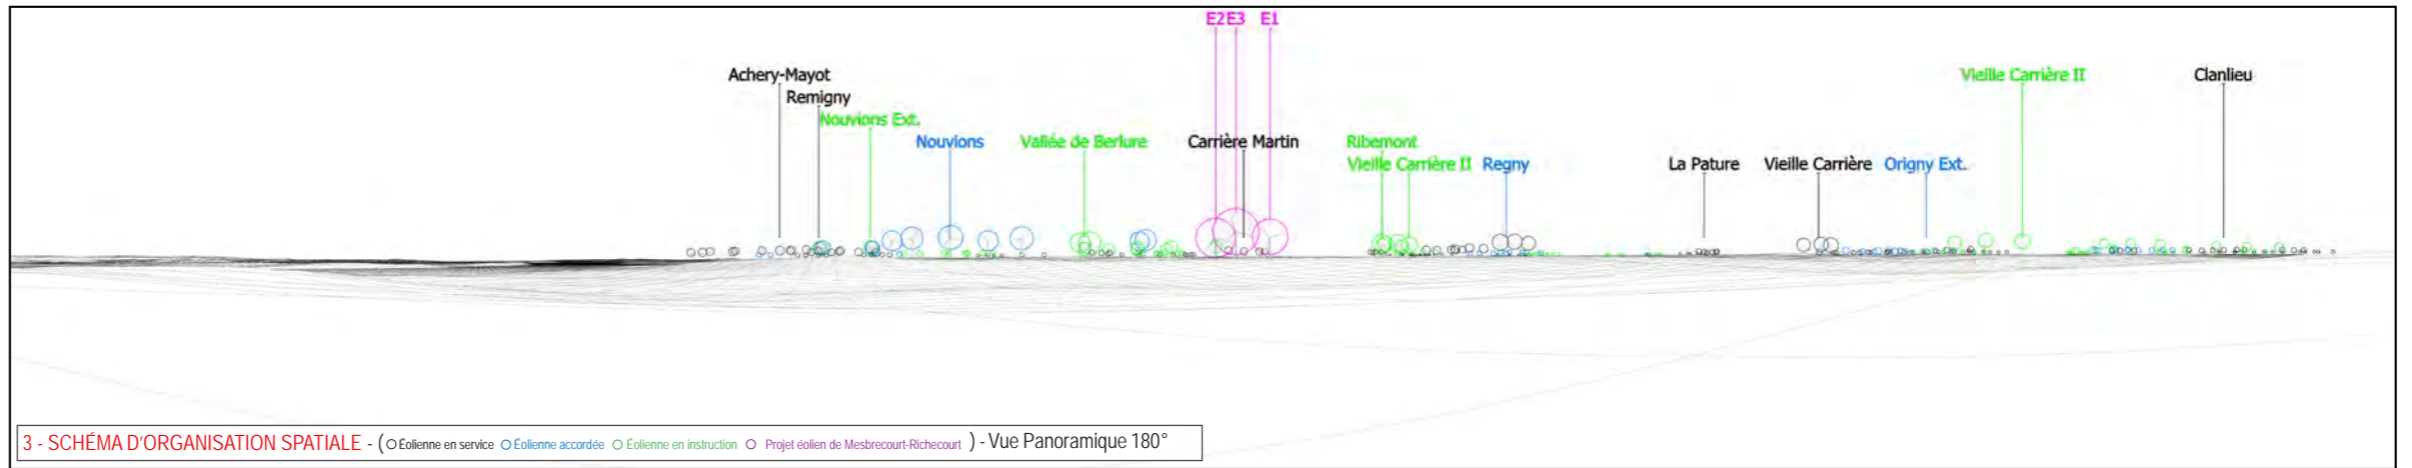 E2 E3 E1
Achery-Mayot
Vieille Carrière II
Clanlieu
Remigny
Nouvions Ext.
Nouvions
Vallée de Berlure
Carrière Martin
Ribemont
Vieille Carrière II
Regny
La Pature
Vieille Carrière
Origny Ext.
3 - SCHÉMA D'ORGANISATION SPATIALE - ( Éolienne en service Éolienne accordée Éolienne en instruction Projet éolien de Mesbrecourt-Richecourt ) - Vue Panoramique 180°